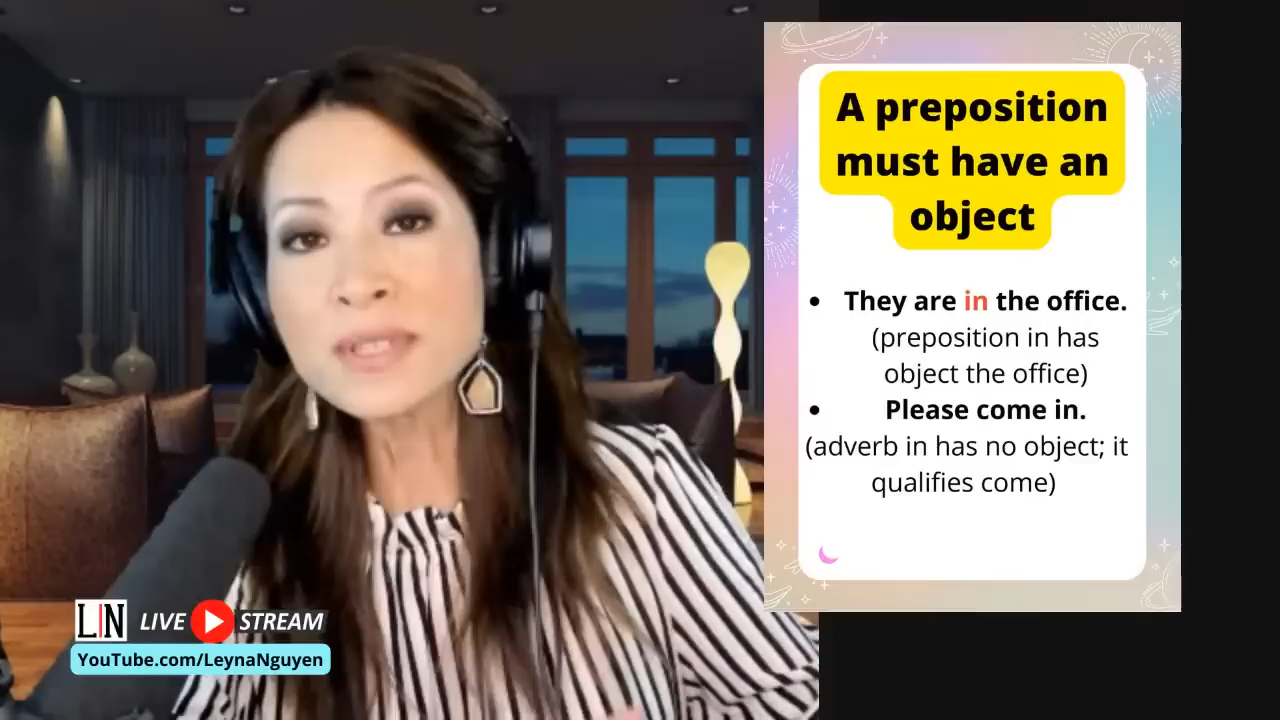 A preposition
must have an
object
• They are in the office.
(preposition in has
object the office)
• Please come in.
(adverb in has no object; it
qualifies come)
LIN LIVE STREAM
YouTube.com/LeynaNguyen